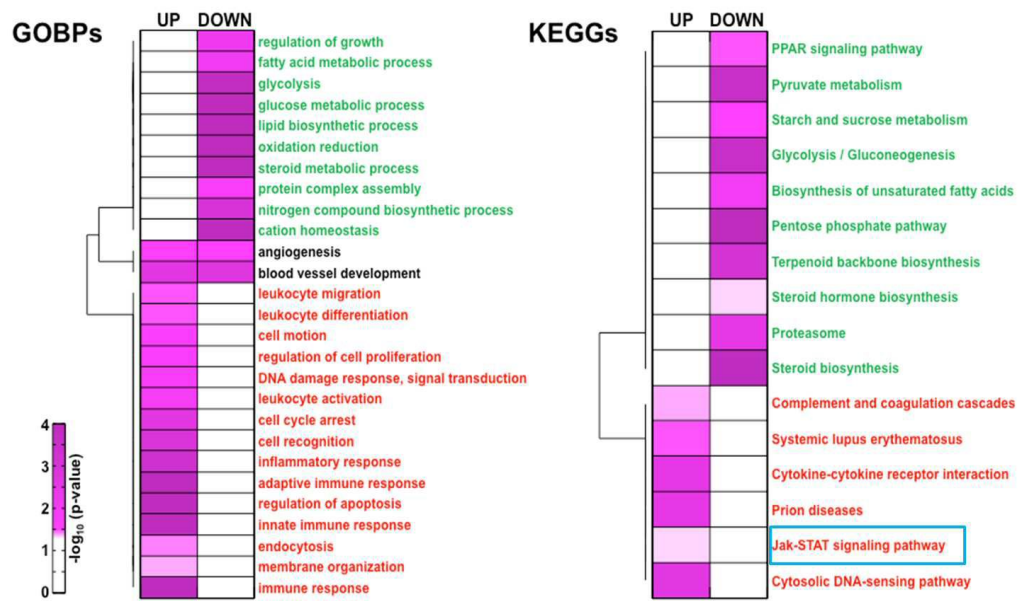 GOBPs
UP DOWN
regulation of growth
fatty acid metabolic process
glycolysis
glucose metabolic process
lipid biosynthetic process
oxidation reduction
steroid metabolic process
protein complex assembly
nitrogen compound biosynthetic process
cation homeostasis
angiogenesis
blood vessel development
leukocyte migration
leukocyte differentiation
cell motion
regulation of cell proliferation
DNA damage response, signal transduction
leukocyte activation
cell cycle arrest
cell recognition
inflammatory response
adaptive immune response
regulation of apoptosis
innate immune response
endocytosis
membrane organization
immune response
4
3
2
1
0
-log10 (p-value)
KEGGs
UP DOWN
PPAR signaling pathway
Pyruvate metabolism
Starch and sucrose metabolism
Glycolysis / Gluconeogenesis
Biosynthesis of unsaturated fatty acids
Pentose phosphate pathway
Terpenoid backbone biosynthesis
Steroid hormone biosynthesis
Proteasome
Steroid biosynthesis
Complement and coagulation cascades
Systemic lupus erythematosus
Cytokine-cytokine receptor interaction
Prion diseases
Jak-STAT signaling pathway
Cytosolic DNA-sensing pathway